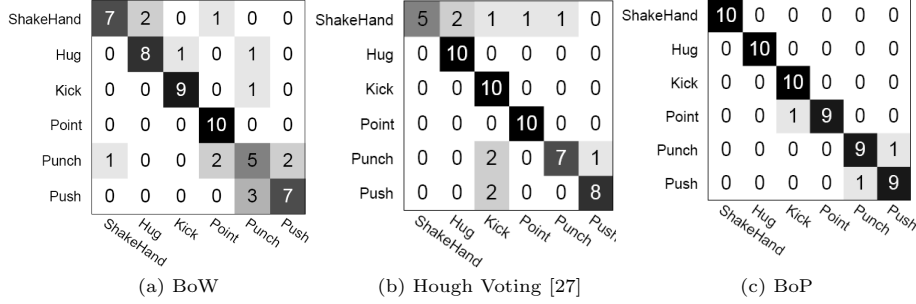 ShakeHand 7 2 0 1 0 0
Hug 0 8 1 0 1 0
Kick 0 0 9 0 1 0
Point 0 0 0 10 0 0
Punch 1 0 0 2 5 2
Push 0 0 0 0 3 7
ShakeHand Hug Kick Point Punch Push
(a) BoW
ShakeHand 5 2 1 1 1 0
Hug 0 10 0 0 0 0
Kick 0 0 10 0 0 0
Point 0 0 0 10 0 0
Punch 0 0 2 0 7 1
Push 0 0 2 0 0 8
ShakeHand Hug Kick Point Punch Push
(b) Hough Voting [27]
ShakeHand 10 0 0 0 0 0
Hug 0 10 0 0 0 0
Kick 0 0 10 0 0 0
Point 0 0 1 9 0 0
Punch 0 0 0 0 9 1
Push 0 0 0 0 1 9
ShakeHand Hug Kick Point Punch Push
(c) BoP